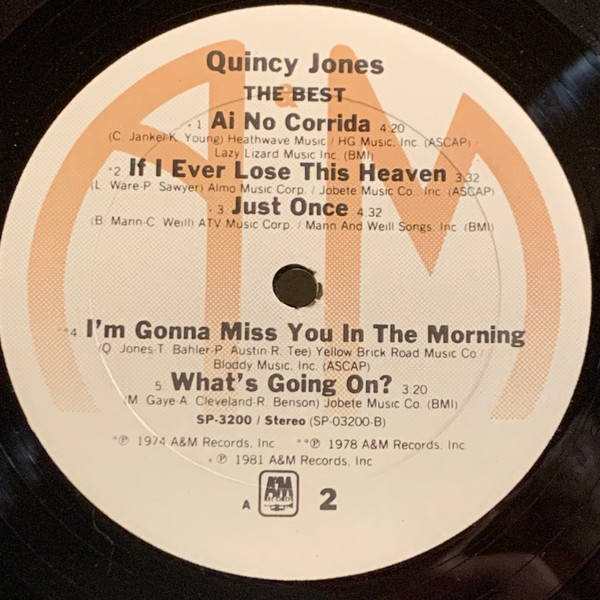 Quincy Jones
THE BEST
• 1 Ai No Corrida 4:20
(C. Jankel-K. Young) Heathwave Music / HG Music, Inc. (ASCAP)
Lazy Lizard Music Inc. (BMI)
*2 If I Ever Lose This Heaven 3:32
(L. Ware-P. Sawyer) Almo Music Corp. / Jobete Music Co., Inc. (ASCAP)
• 3 Just Once 4.32
(B. Mann-C. Weill) ATV Music Corp. / Mann And Weill Songs, Inc. (BMI)
**4 I'm Gonna Miss You In The Morning
(Q. Jones-T. Bahler-P. Austin-R. Tee) Yellow Brick Road Music Co /
Bloddy Music, Inc. (ASCAP)
5 What's Going On? 3:20
(M. Gaye-A. Cleveland-R. Benson) Jobete Music Co. (BMI)
SP-3200 / Stereo (SP-03200-B)
*℗ 1974 A&M Records, Inc **℗ 1978 A&M Records, Inc.
• ℗ 1981 A&M Records, Inc
A A&M RECORDS 2